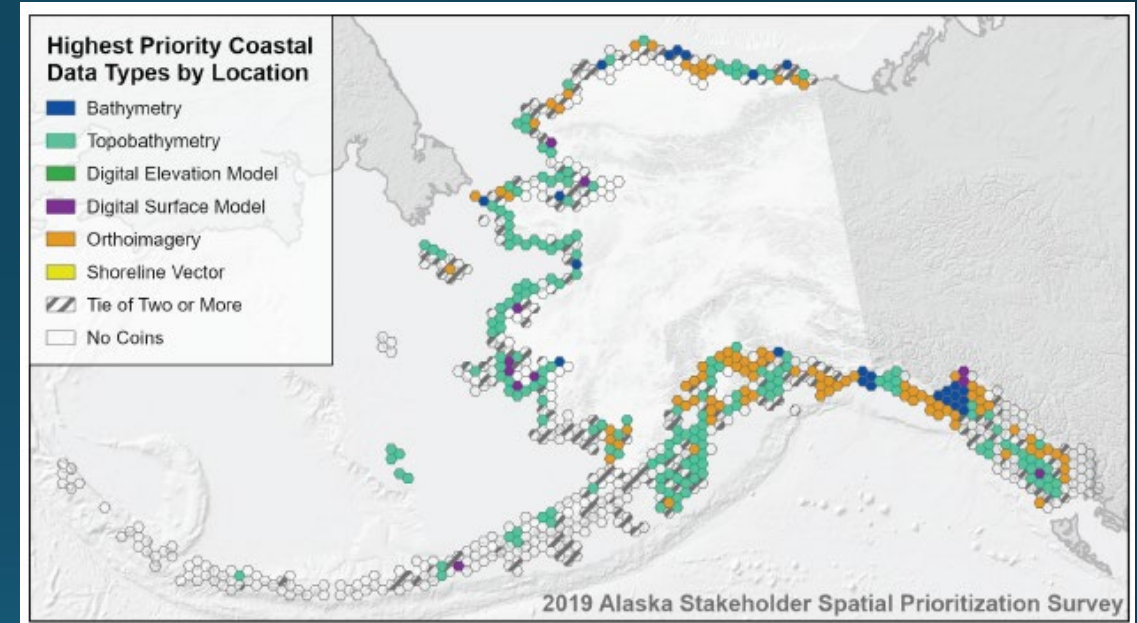 Highest Priority Coastal
Data Types by Location
Bathymetry
Topobathymetry
Digital Elevation Model
Digital Surface Model
Orthoimagery
Shoreline Vector
Tie of Two or More
No Coins
2019 Alaska Stakeholder Spatial Prioritization Survey